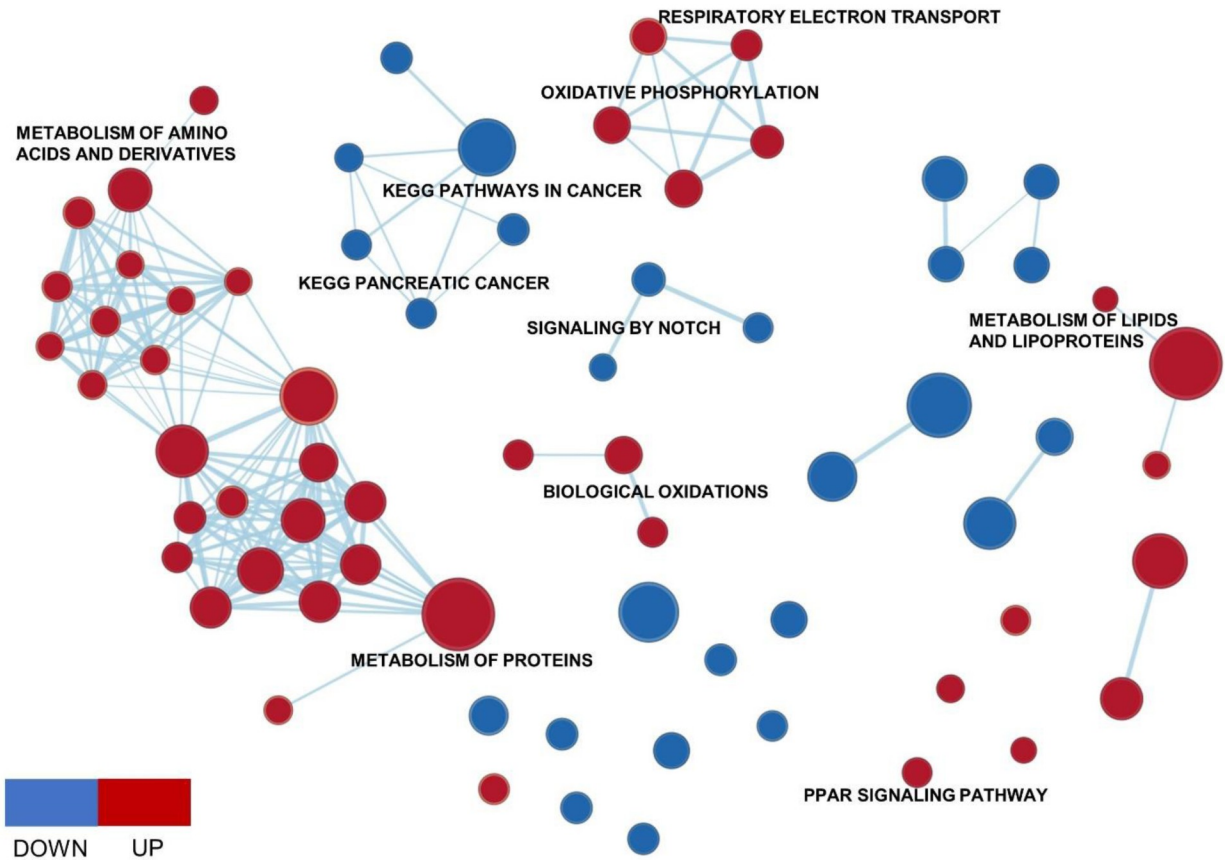 RESPIRATORY ELECTRON TRANSPORT
OXIDATIVE PHOSPHORYLATION
METABOLISM OF AMINO
ACIDS AND DERIVATIVES
KEGG PATHWAYS IN CANCER
KEGG PANCREATIC CANCER
SIGNALING BY NOTCH
METABOLISM OF LIPIDS
AND LIPOPROTEINS
BIOLOGICAL OXIDATIONS
METABOLISM OF PROTEINS
PPAR SIGNALING PATHWAY
DOWN UP